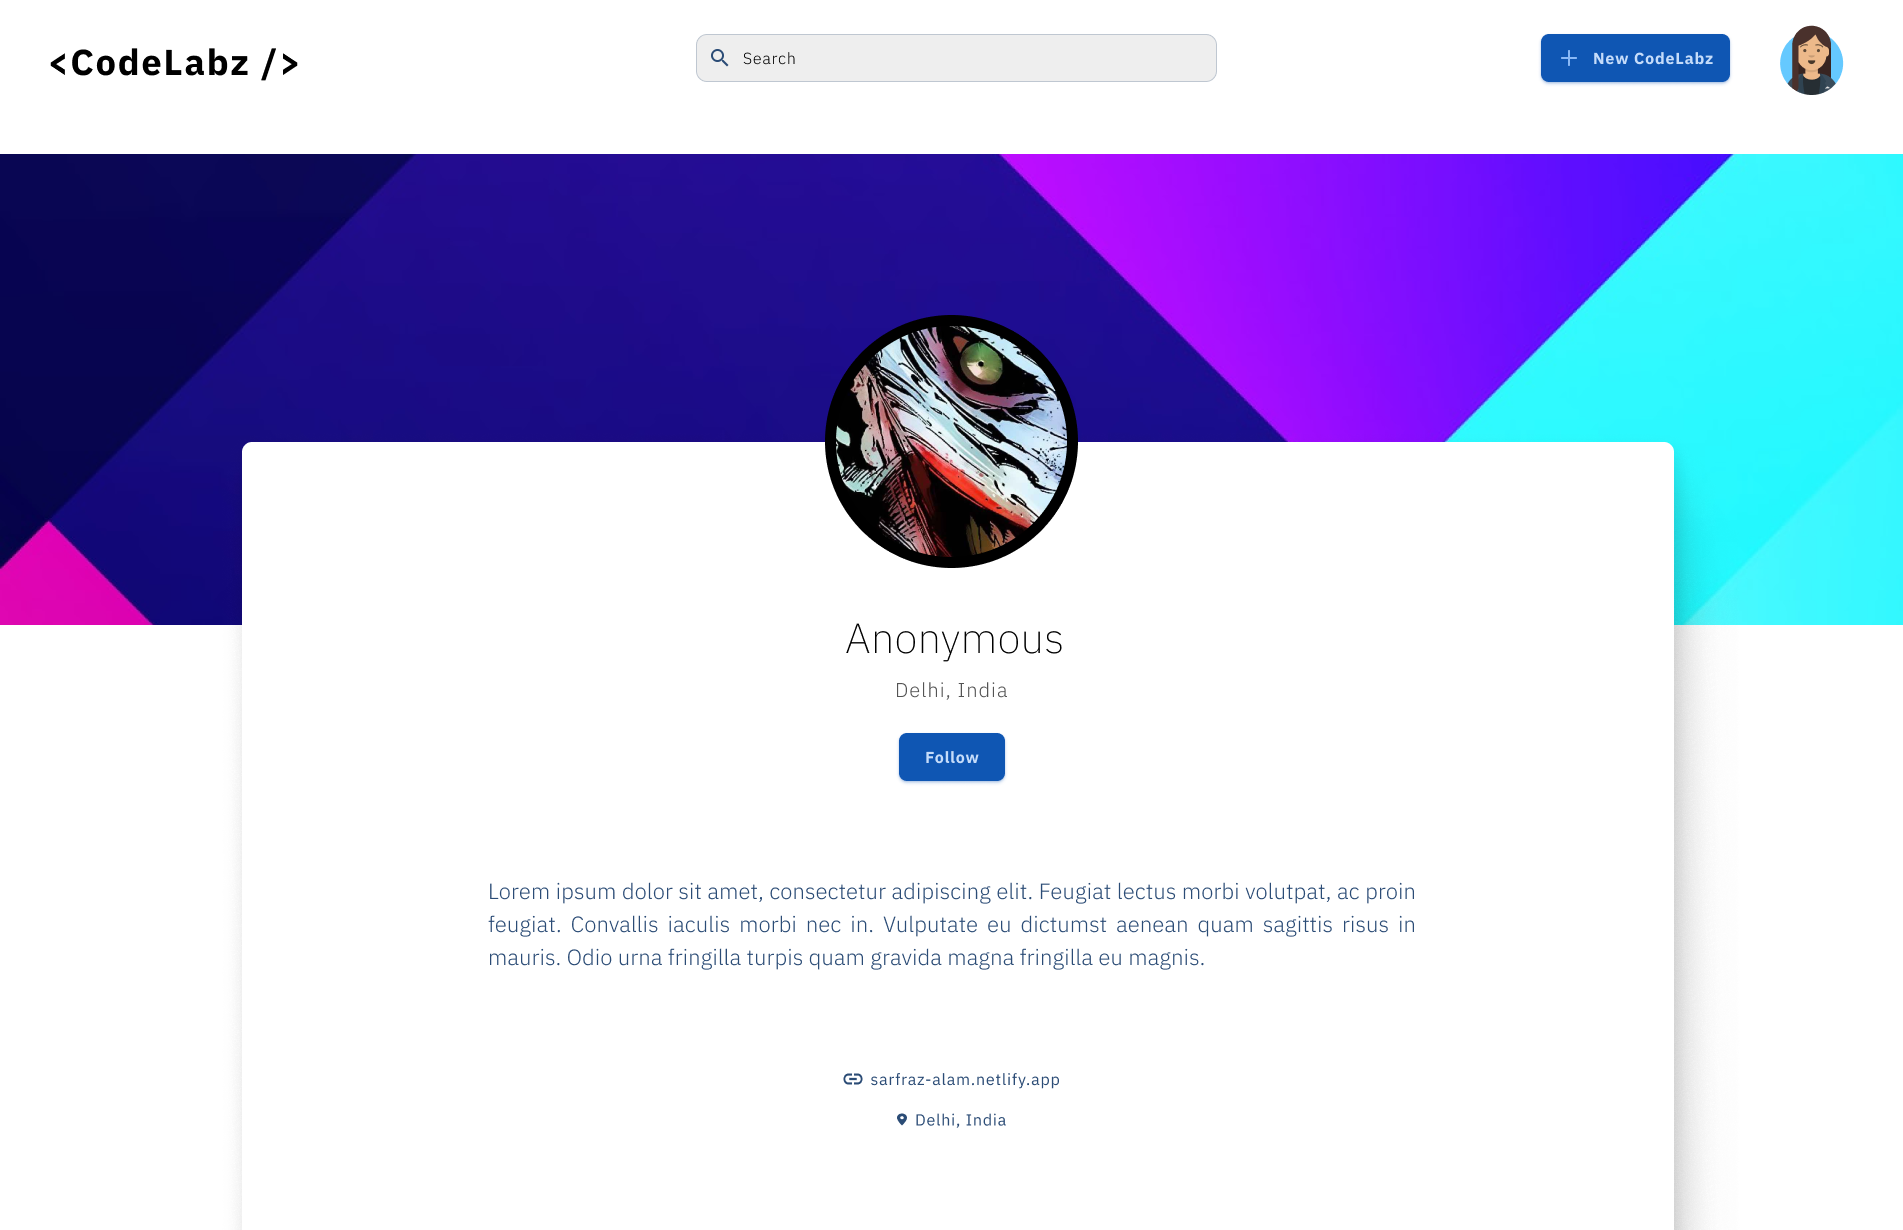 <CodeLabz />
Search
New CodeLabz
Anonymous
Delhi, India
Follow
Lorem ipsum dolor sit amet, consectetur adipiscing elit. Feugiat lectus morbi volutpat, ac proin
feugiat. Convallis iaculis morbi nec in. Vulputate eu dictumst aenean quam sagittis risus in
mauris. Odio urna fringilla turpis quam gravida magna fringilla eu magnis.
sarfraz-alam.netlify.app
Delhi, India